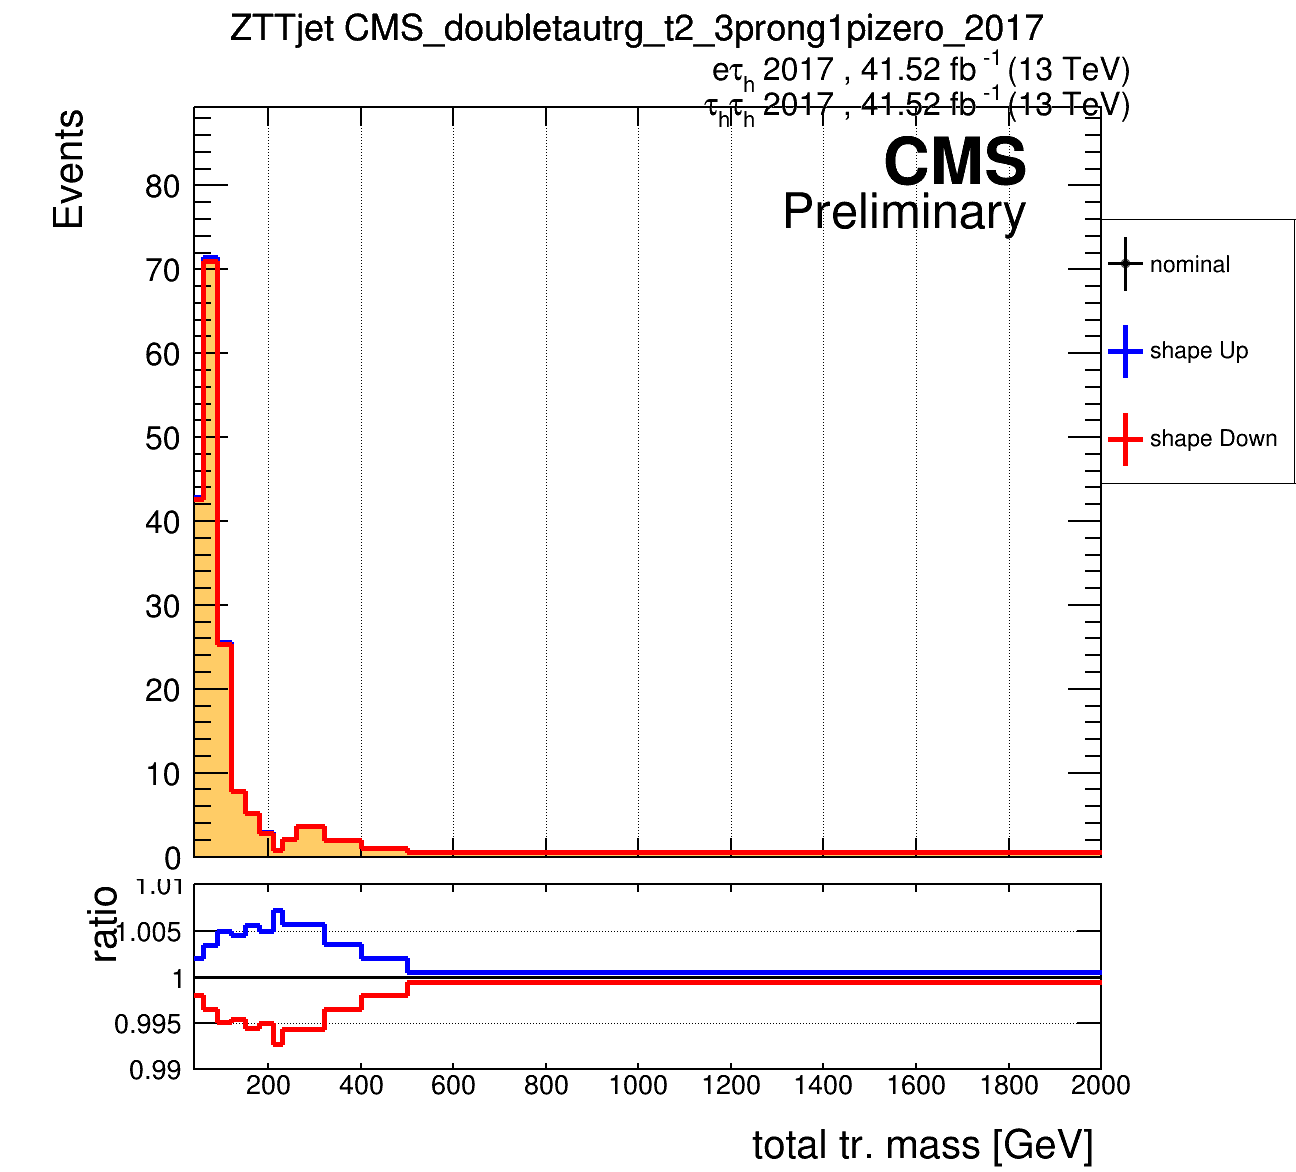 ZTTjet CMS_doubletautrg_t2_3prong1pizero_2017
eτh 2017 , 41.52 fb-1 (13 TeV)
τhτh 2017 , 41.52 fb-1 (13 TeV)
CMS
Preliminary
Events
80
70
60
50
40
30
20
10
0
nominal
shape Up
shape Down
ratio
1.01
1.005
1
0.995
0.99
200 400 600 800 1000 1200 1400 1600 1800 2000
total tr. mass [GeV]